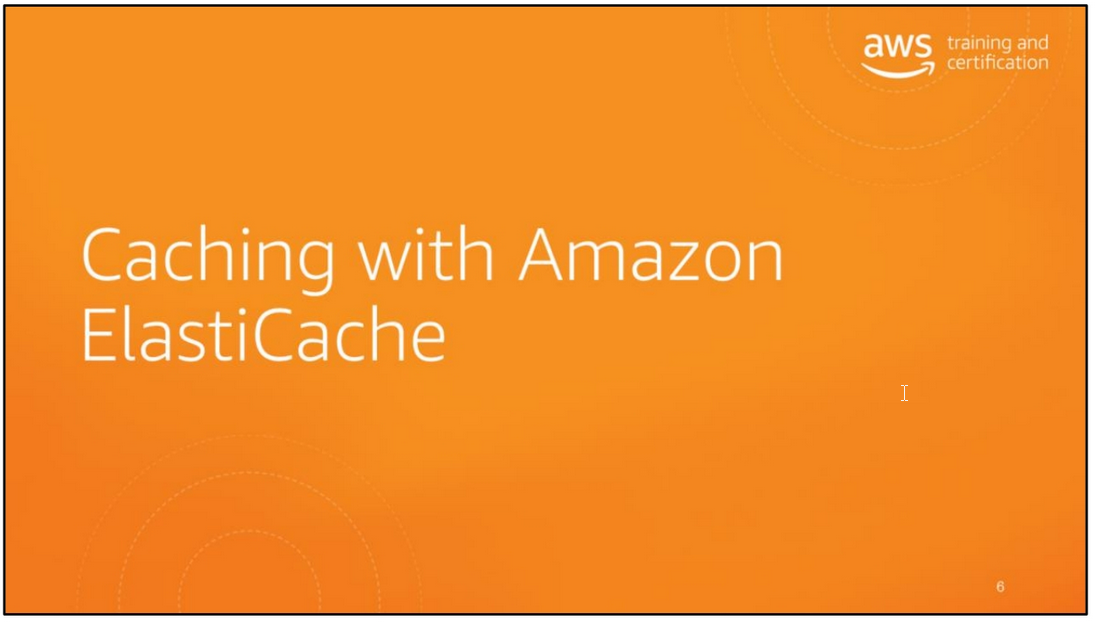 aws training and
certification
Caching with Amazon
ElastiCache
6